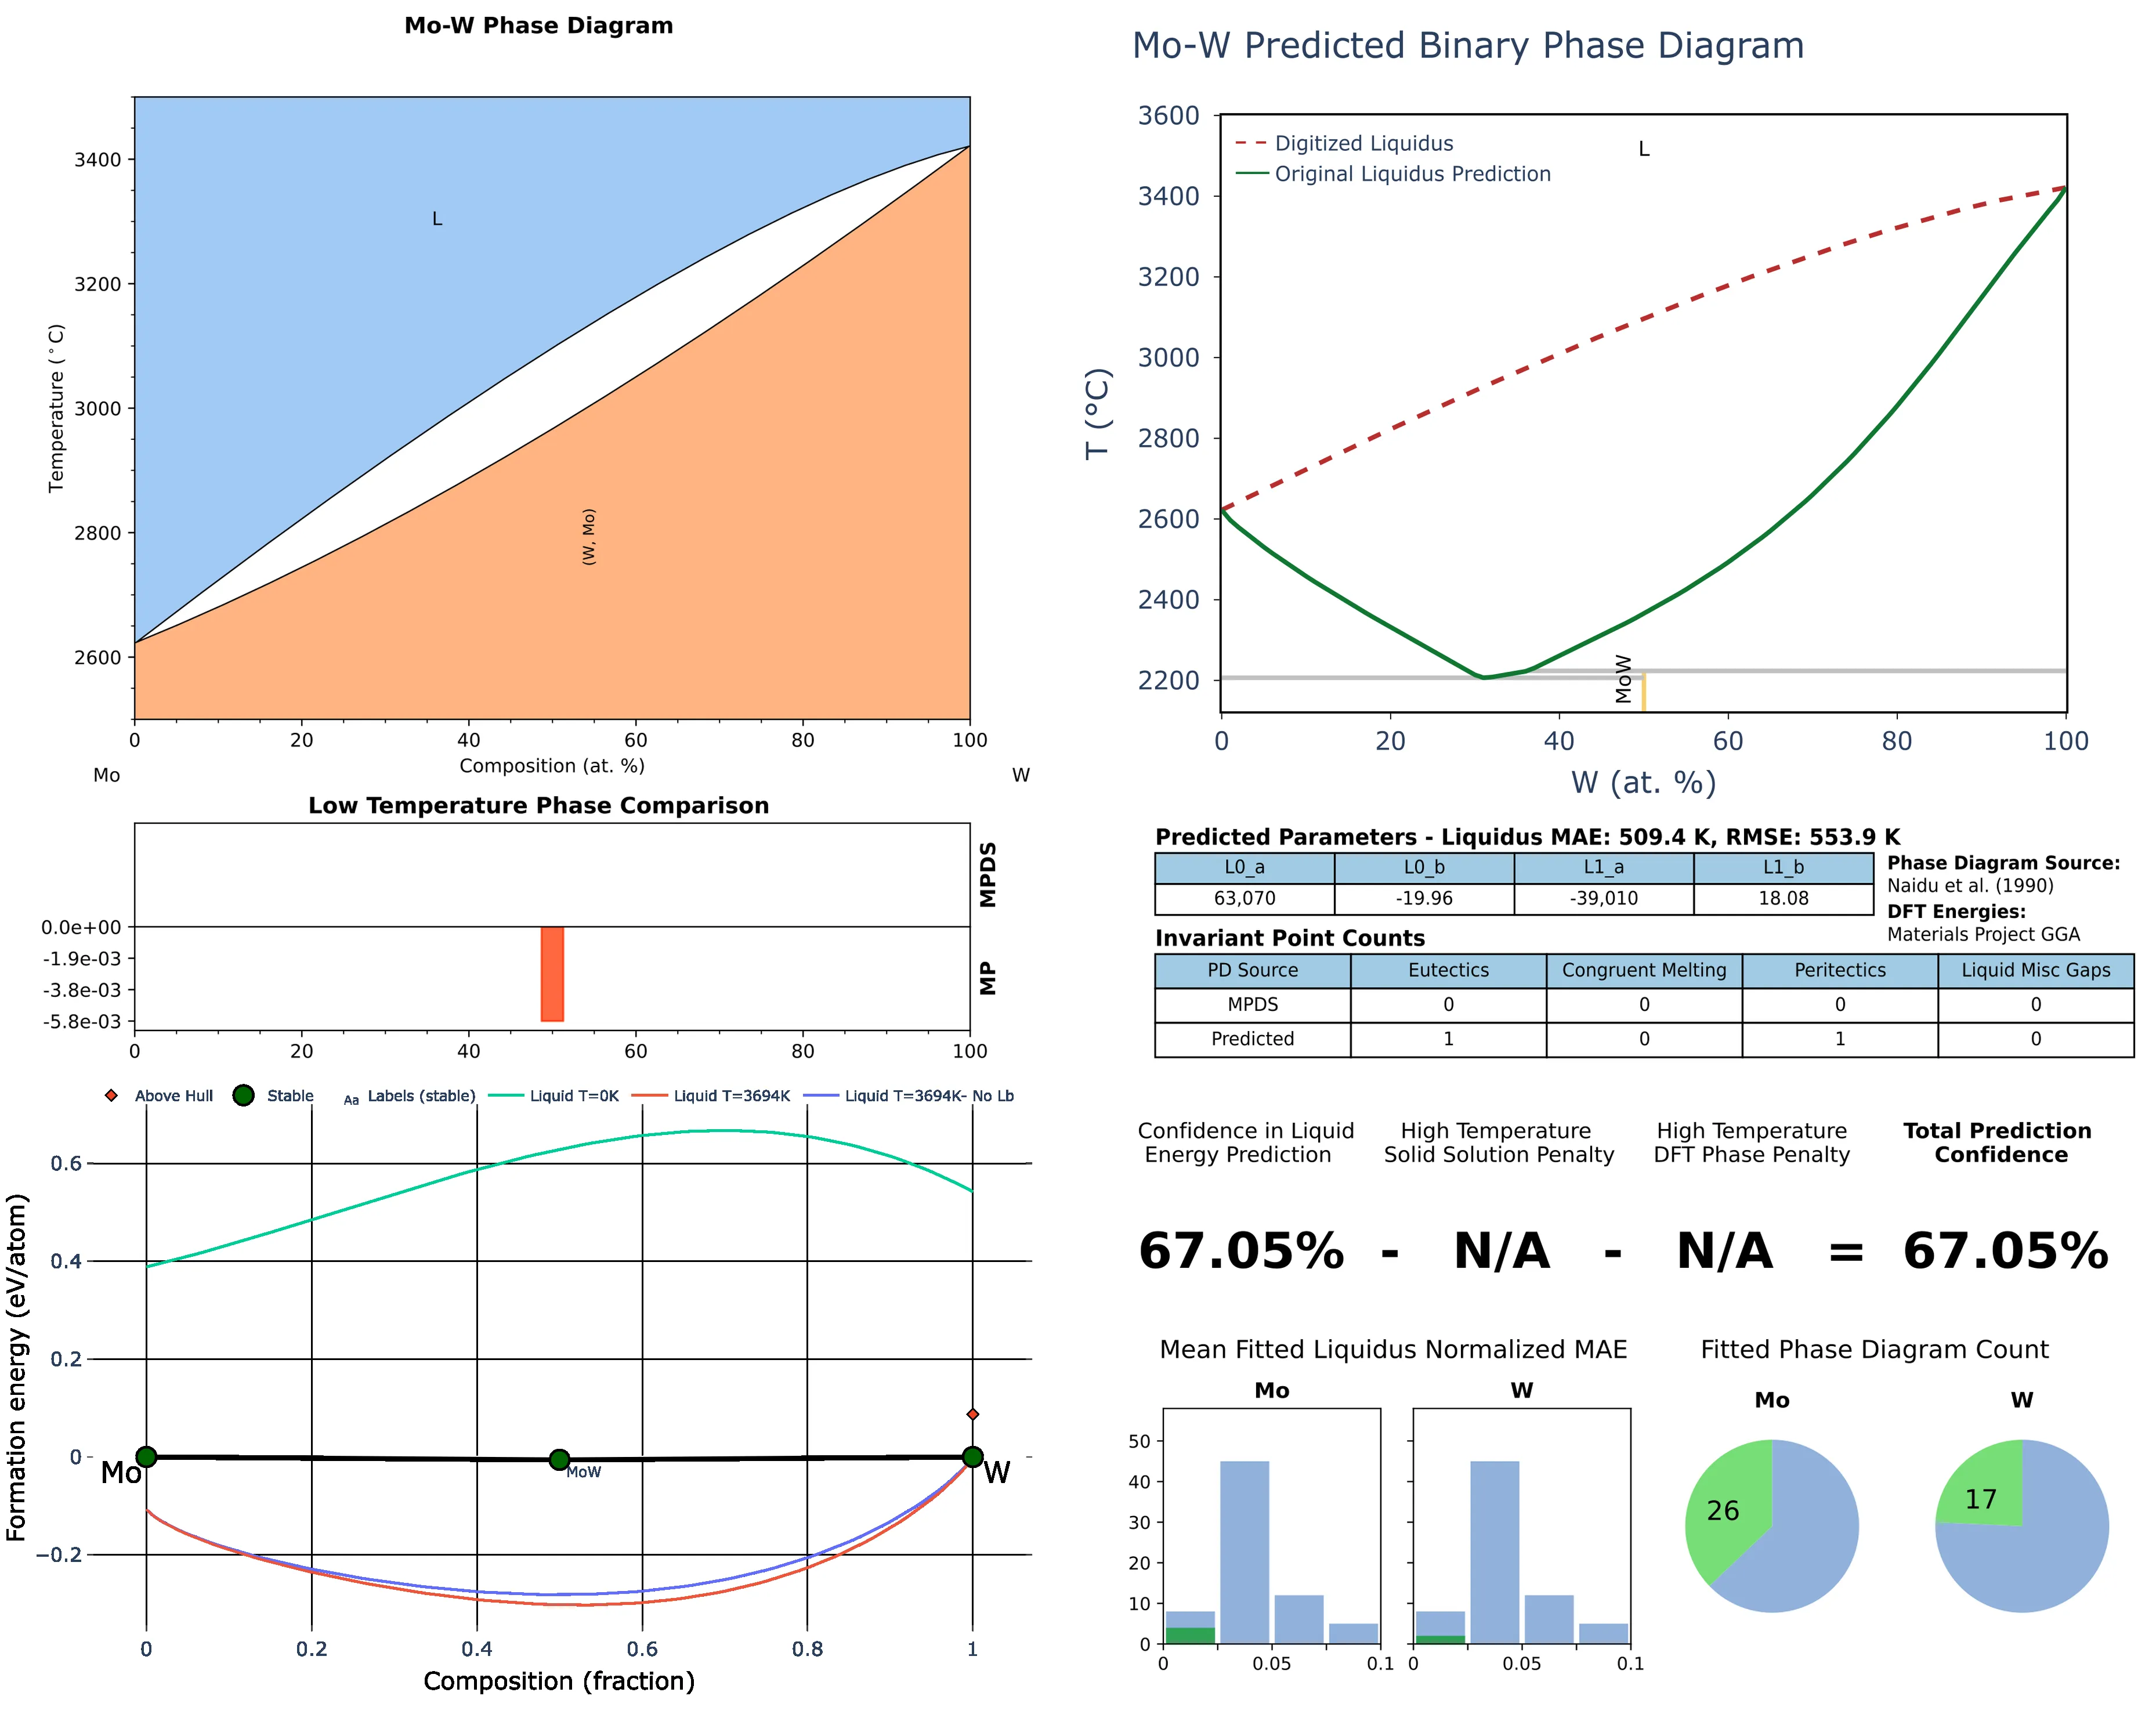 Mo-W Phase Diagram
3400
3200
3000
2800
2600
Temperature (°C)
L
(W, Mo)
0 20 40 60 80 100
Composition (at. %)
Mo W
Low Temperature Phase Comparison
0.0e+00
-1.9e-03
-3.8e-03
-5.8e-03
MPDS
MP
0 20 40 60 80 100
Above Hull Stable Aa Labels (stable) Liquid T=0K Liquid T=3694K Liquid T=3694K- No Lb
0.6
0.4
0.2
0
−0.2
Formation energy (eV/atom)
Mo
MoW
W
0 0.2 0.4 0.6 0.8 1
Composition (fraction)
Mo-W Predicted Binary Phase Diagram
3600
3400
3200
3000
2800
2600
2400
2200
T (°C)
Digitized Liquidus
Original Liquidus Prediction
L
MoW
0 20 40 60 80 100
W (at. %)
Predicted Parameters - Liquidus MAE: 509.4 K, RMSE: 553.9 K
L0_a L0_b L1_a L1_b
63,070 -19.96 -39,010 18.08
Phase Diagram Source:
Naidu et al. (1990)
DFT Energies:
Materials Project GGA
Invariant Point Counts
PD Source Eutectics Congruent Melting Peritectics Liquid Misc Gaps
MPDS 0 0 0 0
Predicted 1 0 1 0
Confidence in Liquid High Temperature High Temperature Total Prediction
Energy Prediction Solid Solution Penalty DFT Phase Penalty Confidence
67.05% - N/A - N/A = 67.05%
Mean Fitted Liquidus Normalized MAE
Mo W
50
40
30
20
10
0
0 0.05 0.1 0 0.05 0.1
Fitted Phase Diagram Count
Mo W
26 17